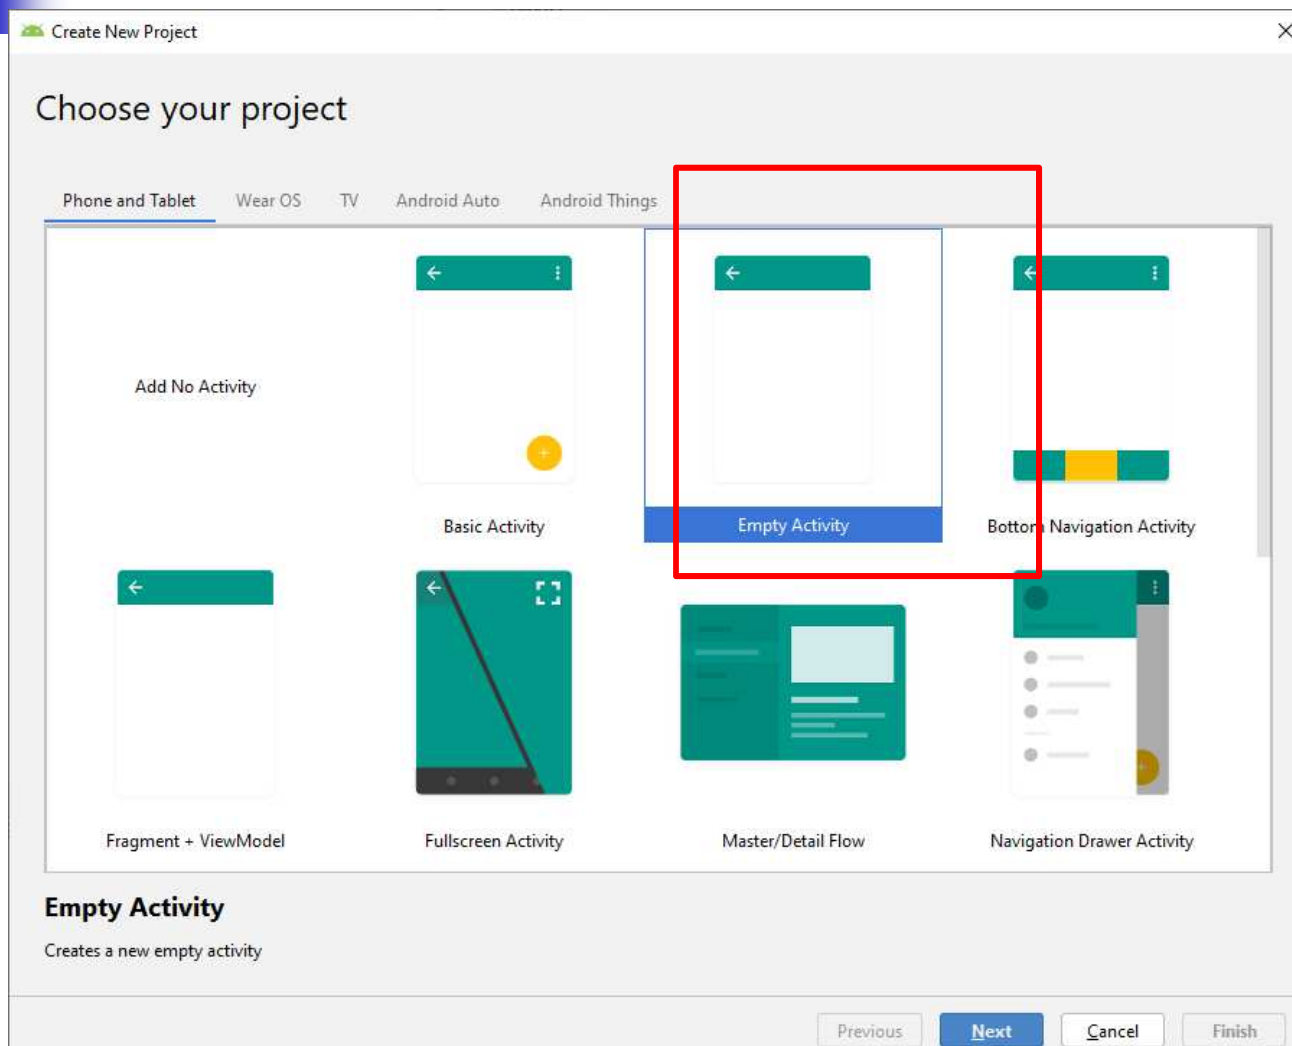 Create New Project
Choose your project
Phone and Tablet Wear OS TV Android Auto Android Things
Add No Activity
Basic Activity
Empty Activity
Bottom Navigation Activity
Fragment + ViewModel
Fullscreen Activity
Master/Detail Flow
Navigation Drawer Activity
Empty Activity
Creates a new empty activity
Previous Next Cancel Finish